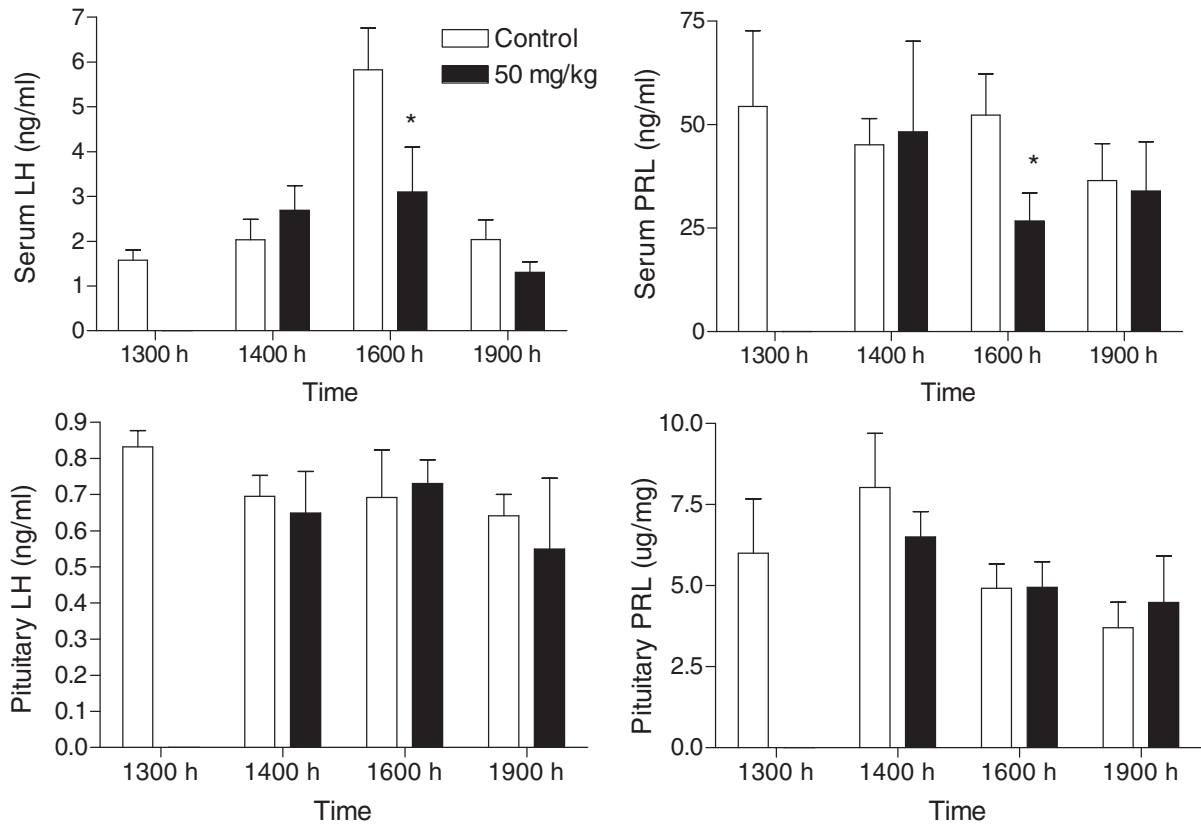 Serum LH (ng/ml)
7
6
5
4
3
2
1
0
Control
50 mg/kg
*
1300 h 1400 h 1600 h 1900 h
Time
Serum PRL (ng/ml)
75
50
25
0
*
1300 h 1400 h 1600 h 1900 h
Time
Pituitary LH (ng/ml)
0.9
0.8
0.7
0.6
0.5
0.4
0.3
0.2
0.1
0.0
1300 h 1400 h 1600 h 1900 h
Time
Pituitary PRL (ug/mg)
10.0
7.5
5.0
2.5
0.0
1300 h 1400 h 1600 h 1900 h
Time